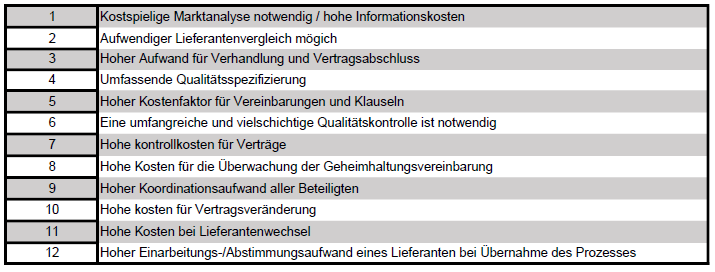 1 Kostspielige Marktanalyse notwendig / hohe Informationskosten
2 Aufwendiger Lieferantenvergleich mögich
3 Hoher Aufwand für Verhandlung und Vertragsabschluss
4 Umfassende Qualitätsspezifizierung
5 Hoher Kostenfaktor für Vereinbarungen und Klauseln
6 Eine umfangreiche und vielschichtige Qualitätskontrolle ist notwendig
7 Hohe kontrollkosten für Verträge
8 Hohe Kosten für die Überwachung der Geheimhaltungsvereinbarung
9 Hoher Koordinationsaufwand aller Beteiligten
10 Hohe kosten für Vertragsveränderung
11 Hohe Kosten bei Lieferantenwechsel
12 Hoher Einarbeitungs-/Abstimmungsaufwand eines Lieferanten bei Übernahme des Prozesses